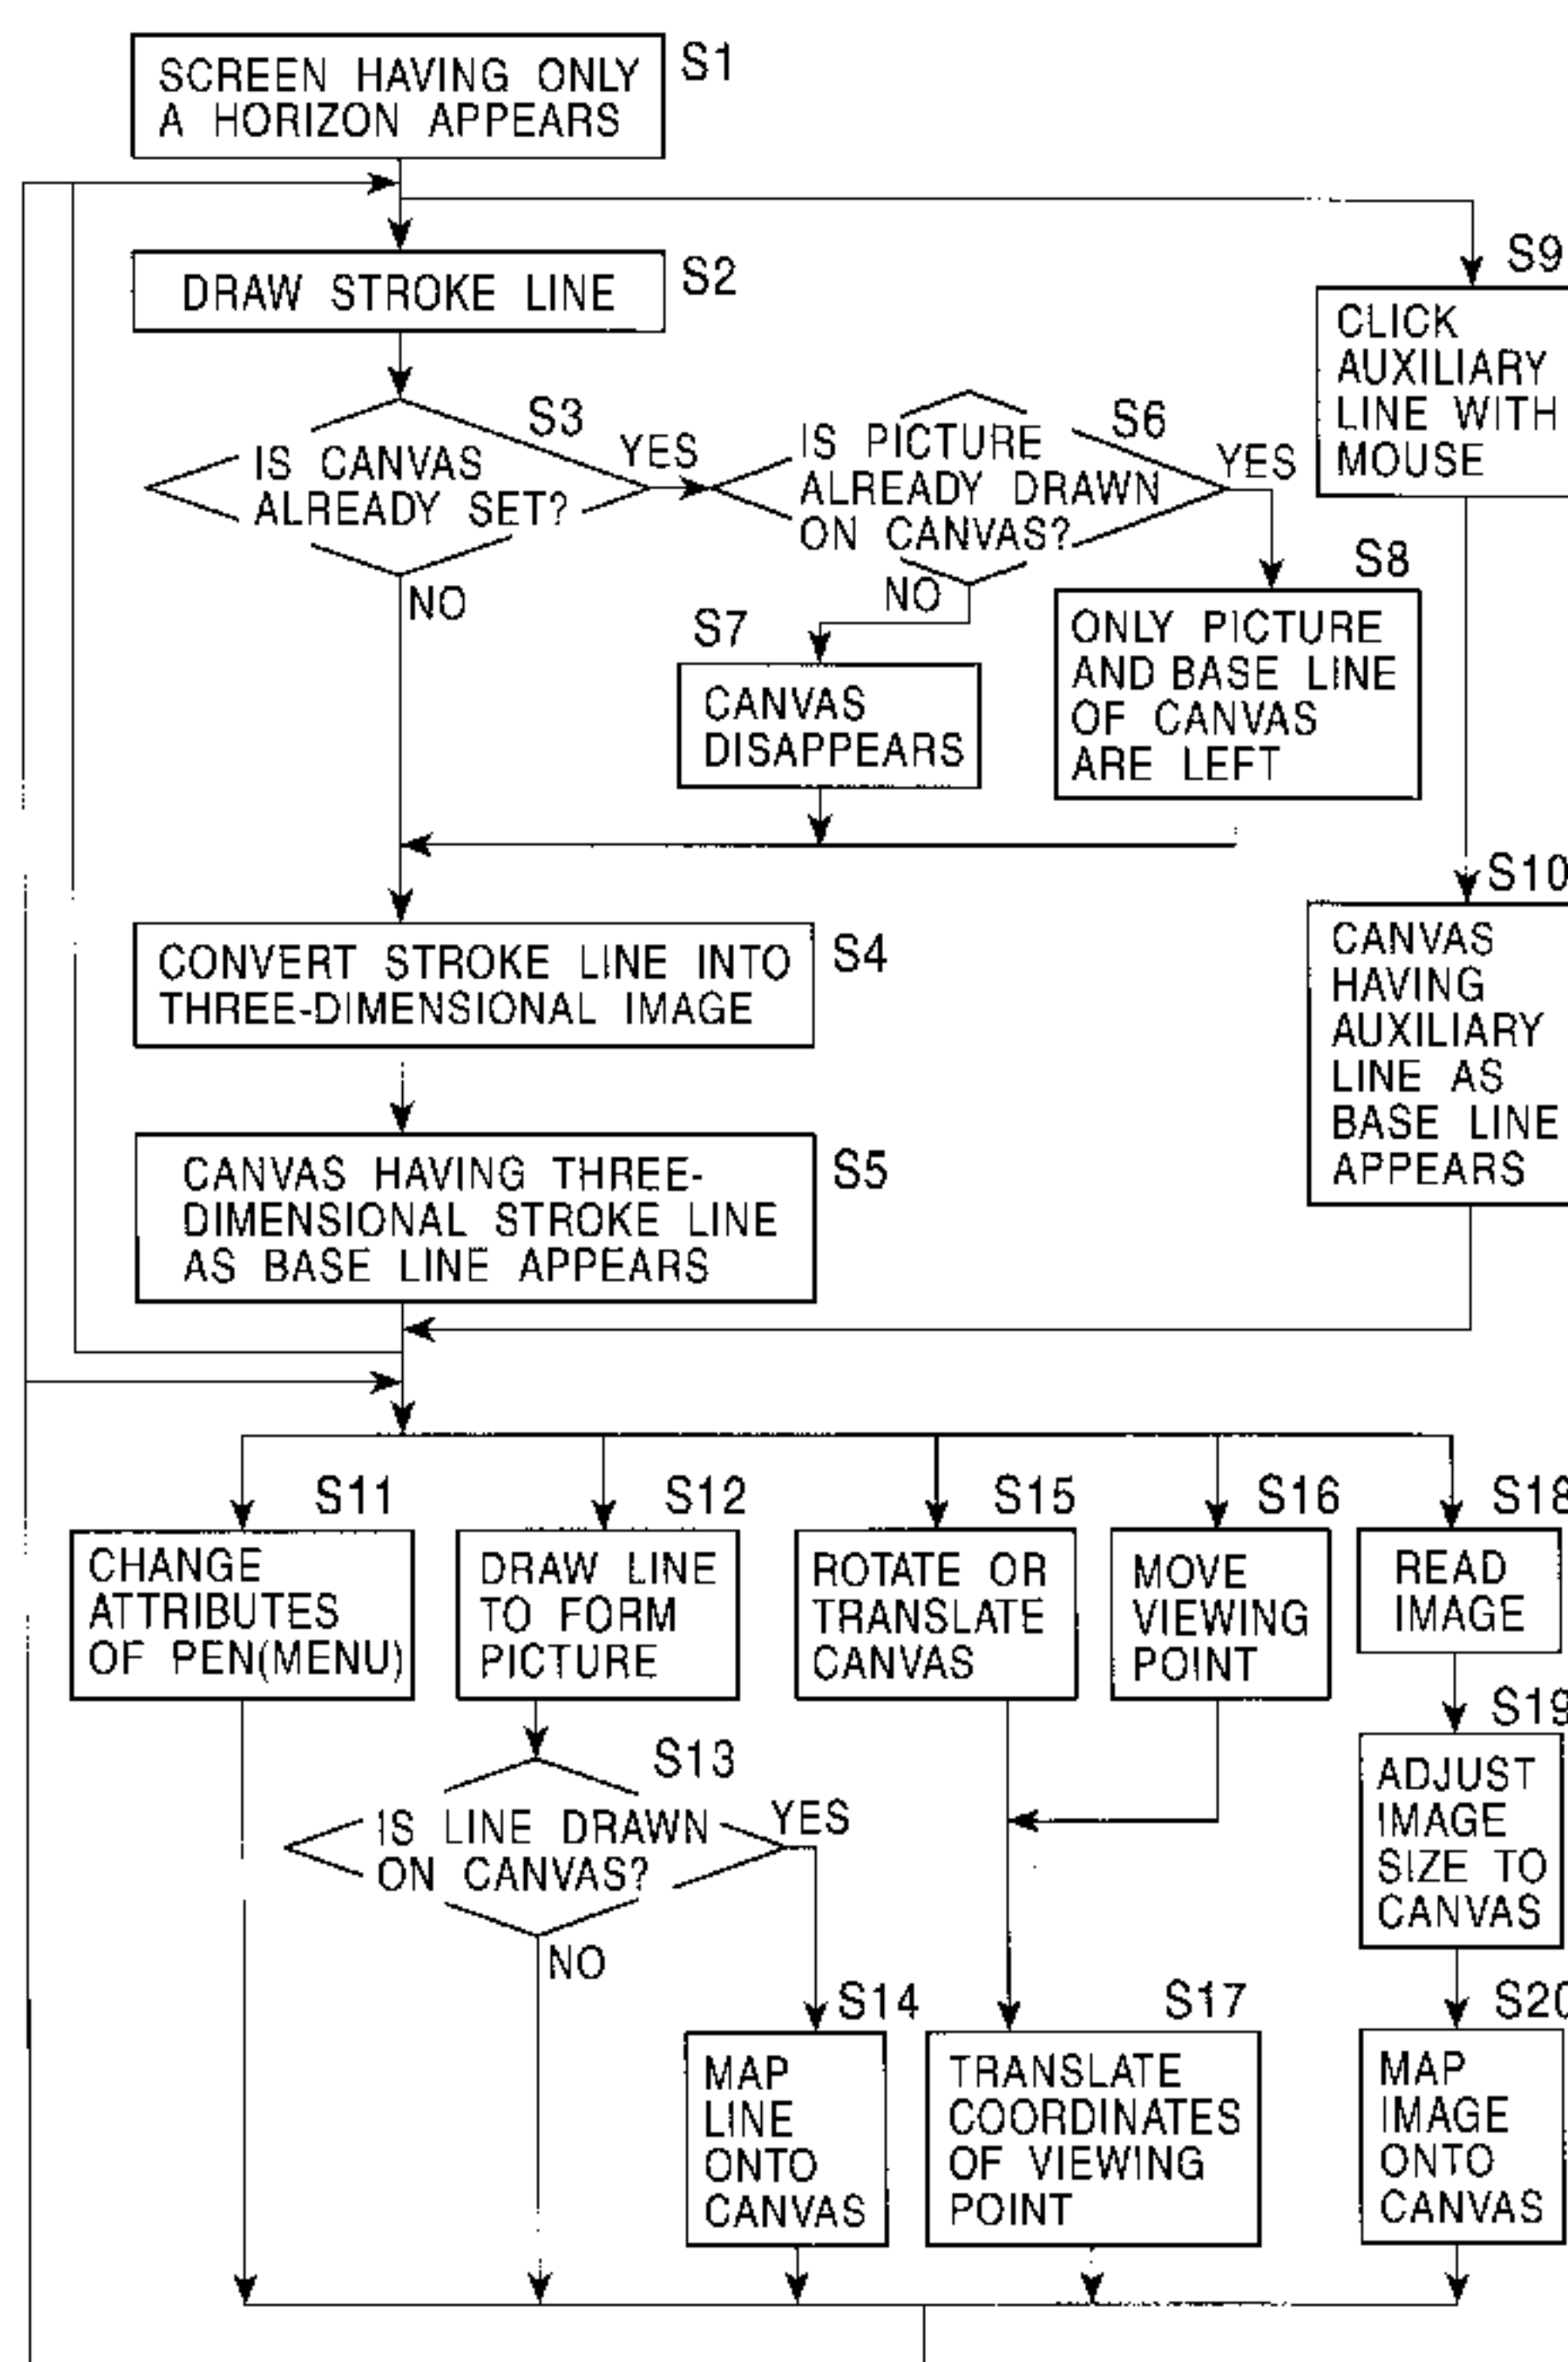 SCREEN HAVING ONLY
A HORIZON APPEARS
S1
DRAW STROKE LINE
S2
S9
CLICK
AUXILIARY
LINE WITH
MOUSE
S3
IS CANVAS
ALREADY SET?
YES
NO
S6
IS PICTURE
ALREADY DRAWN
ON CANVAS?
YES
NO
S7
CANVAS
DISAPPEARS
S8
ONLY PICTURE
AND BASE LINE
OF CANVAS
ARE LEFT
S10
CANVAS
HAVING
AUXILIARY
LINE AS
BASE LINE
APPEARS
CONVERT STROKE LINE INTO
THREE-DIMENSIONAL IMAGE
S4
CANVAS HAVING THREE-
DIMENSIONAL STROKE LINE
AS BASE LINE APPEARS
S5
S11
CHANGE
ATTRIBUTES
OF PEN(MENU)
S12
DRAW LINE
TO FORM
PICTURE
S15
ROTATE OR
TRANSLATE
CANVAS
S16
MOVE
VIEWING
POINT
S18
READ
IMAGE
S13
IS LINE DRAWN
ON CANVAS?
YES
NO
S19
ADJUST
IMAGE
SIZE TO
CANVAS
S14
MAP
LINE
ONTO
CANVAS
S17
TRANSLATE
COORDINATES
OF VIEWING
POINT
S20
MAP
IMAGE
ONTO
CANVAS